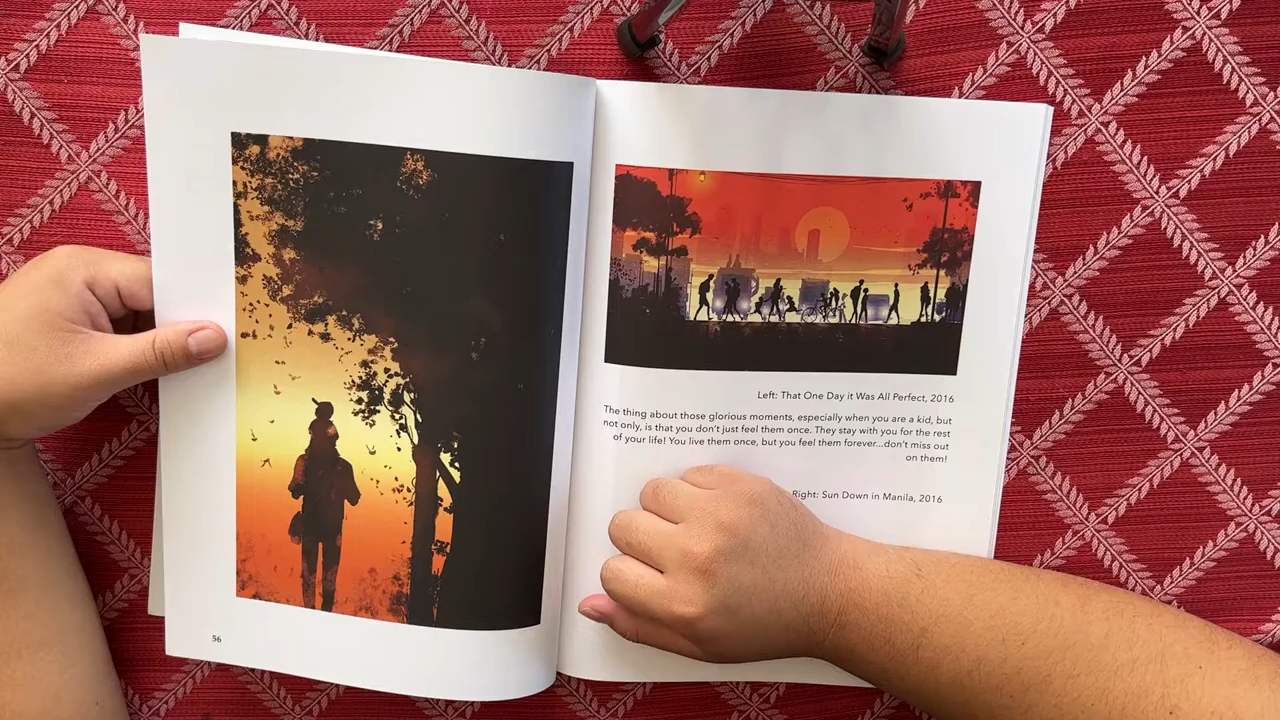 Left: That One Day it Was All Perfect, 2016
The thing about those glorious moments, especially when you are a kid, but
not only, is that you don't just feel them once. They stay with you for the rest
of your life! You live them once, but you feel them forever...don't miss out
on them!
Right: Sun Down in Manila, 2016
56